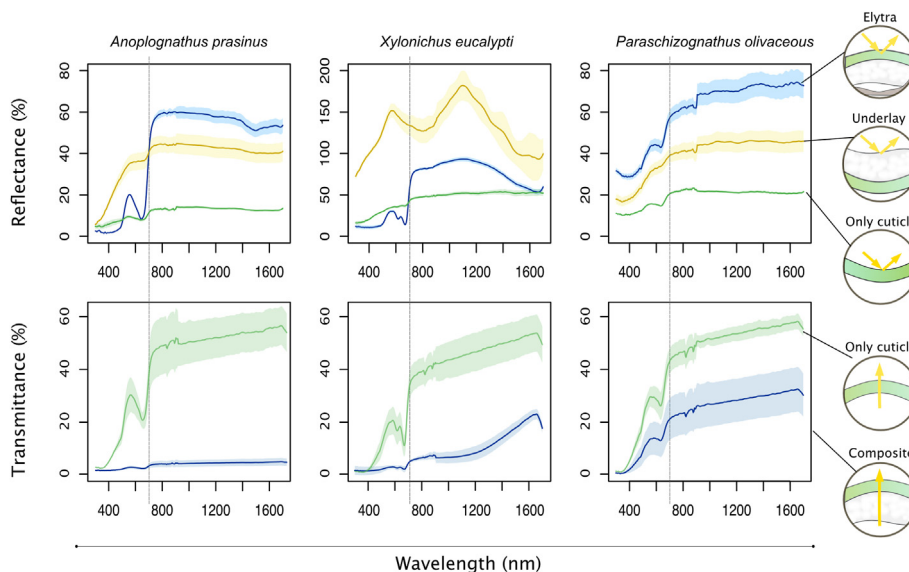 Anoplognathus prasinus
Xylonichus eucalypti
Paraschizognathus olivaceous
Elytra
Underlay
Only cuticl
Only cuticl
Composite
Reflectance (%)
0 20 40 60 80
0 50 100 150 200
0 20 40 60 80
400 800 1200 1600
400 800 1200 1600
400 800 1200 1600
Transmittance (%)
0 20 40 60
0 20 40 60
0 20 40 60
400 800 1200 1600
400 800 1200 1600
400 800 1200 1600
Wavelength (nm)